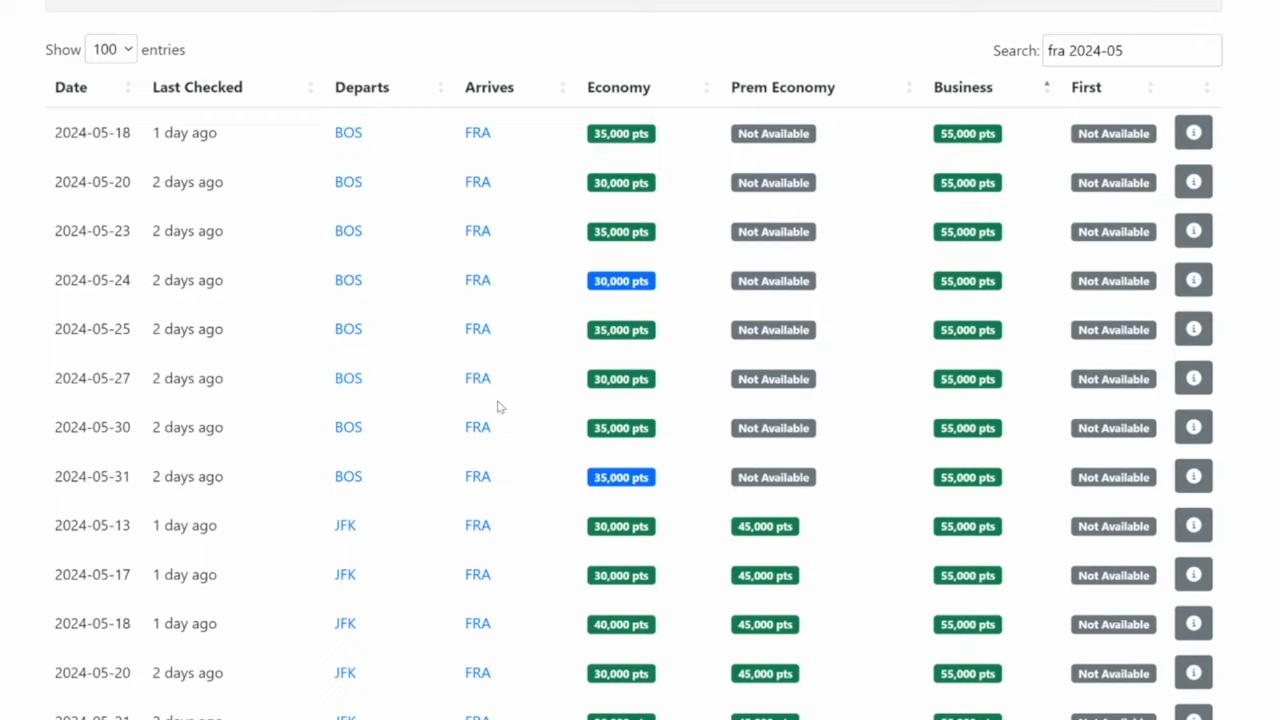 Show 100 entries Search: fra 2024-05
Date Last Checked Departs Arrives Economy Prem Economy Business First
2024-05-18 1 day ago BOS FRA 35,000 pts Not Available 55,000 pts Not Available
2024-05-20 2 days ago BOS FRA 30,000 pts Not Available 55,000 pts Not Available
2024-05-23 2 days ago BOS FRA 35,000 pts Not Available 55,000 pts Not Available
2024-05-24 2 days ago BOS FRA 30,000 pts Not Available 55,000 pts Not Available
2024-05-25 2 days ago BOS FRA 35,000 pts Not Available 55,000 pts Not Available
2024-05-27 2 days ago BOS FRA 30,000 pts Not Available 55,000 pts Not Available
2024-05-30 2 days ago BOS FRA 35,000 pts Not Available 55,000 pts Not Available
2024-05-31 2 days ago BOS FRA 35,000 pts Not Available 55,000 pts Not Available
2024-05-13 1 day ago JFK FRA 30,000 pts 45,000 pts 55,000 pts Not Available
2024-05-17 1 day ago JFK FRA 30,000 pts 45,000 pts 55,000 pts Not Available
2024-05-18 1 day ago JFK FRA 40,000 pts 45,000 pts 55,000 pts Not Available
2024-05-20 2 days ago JFK FRA 30,000 pts 45,000 pts 55,000 pts Not Available